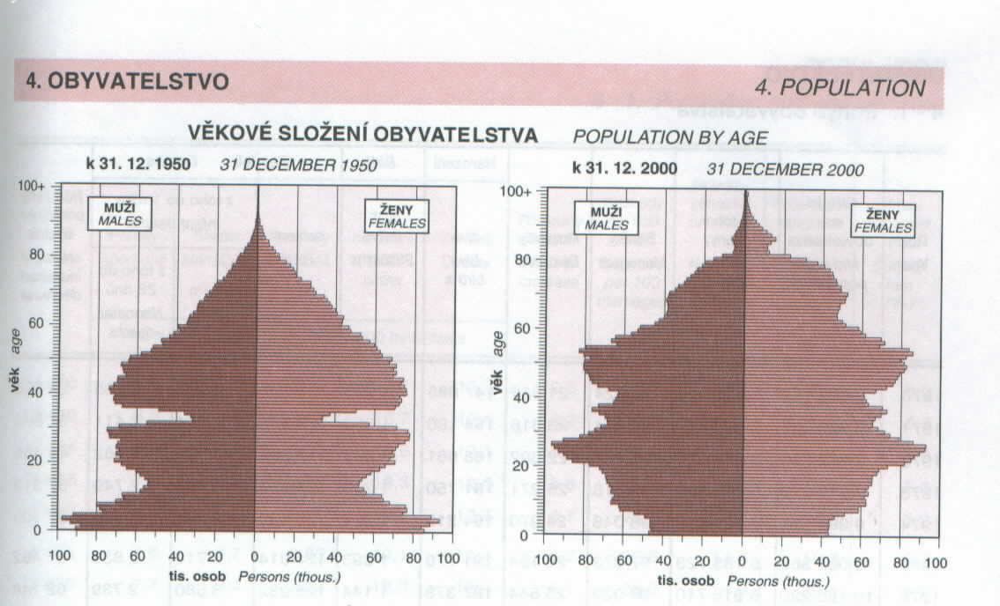 4. OBYVATELSTVO 4. POPULATION
VĚKOVÉ SLOŽENÍ OBYVATELSTVA POPULATION BY AGE
k 31. 12. 1950 31 DECEMBER 1950
100+
MUŽI
MALES
ŽENY
FEMALES
80
60
věk age
40
20
0
100 80 60 40 20 0 20 40 60 80 100
tis. osob Persons (thous.)
k 31. 12. 2000 31 DECEMBER 2000
100+
MUŽI
MALES
ŽENY
FEMALES
80
60
věk age
40
20
0
100 80 60 40 20 0 20 40 60 80 100
tis. osob Persons (thous.)